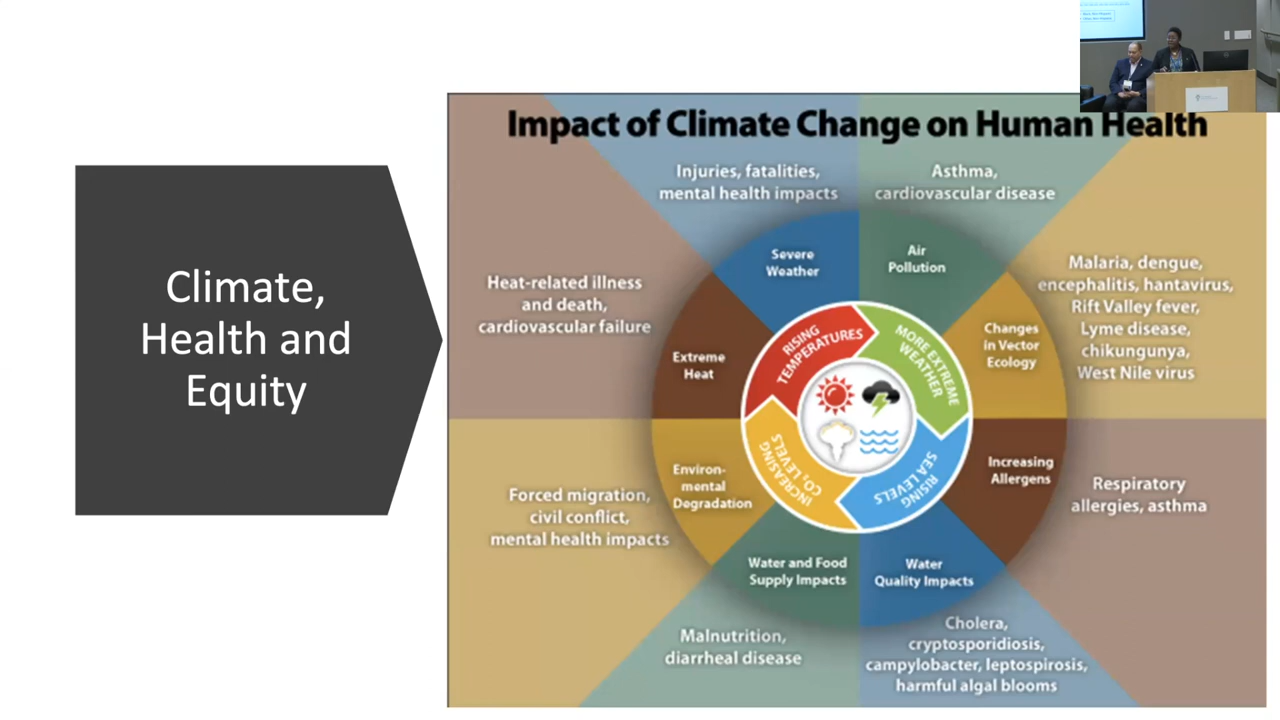 Climate,
Health and
Equity
Impact of Climate Change on Human Health
Injuries, fatalities,
mental health impacts
Asthma,
cardiovascular disease
Severe
Weather
Air
Pollution
Malaria, dengue,
encephalitis, hantavirus,
Rift Valley fever,
Lyme disease,
chikungunya,
West Nile virus
Changes
in Vector
Ecology
Heat-related illness
and death,
cardiovascular failure
Extreme
Heat
RISING
TEMPERATURES
MORE EXTREME
WEATHER
RISING
SEA LEVELS
INCREASING
CO₂ LEVELS
Increasing
Allergens
Respiratory
allergies, asthma
Environ-
mental
Degradation
Forced migration,
civil conflict,
mental health impacts
Water and Food
Supply Impacts
Water
Quality Impacts
Malnutrition,
diarrheal disease
Cholera,
cryptosporidiosis,
campylobacter, leptospirosis,
harmful algal blooms